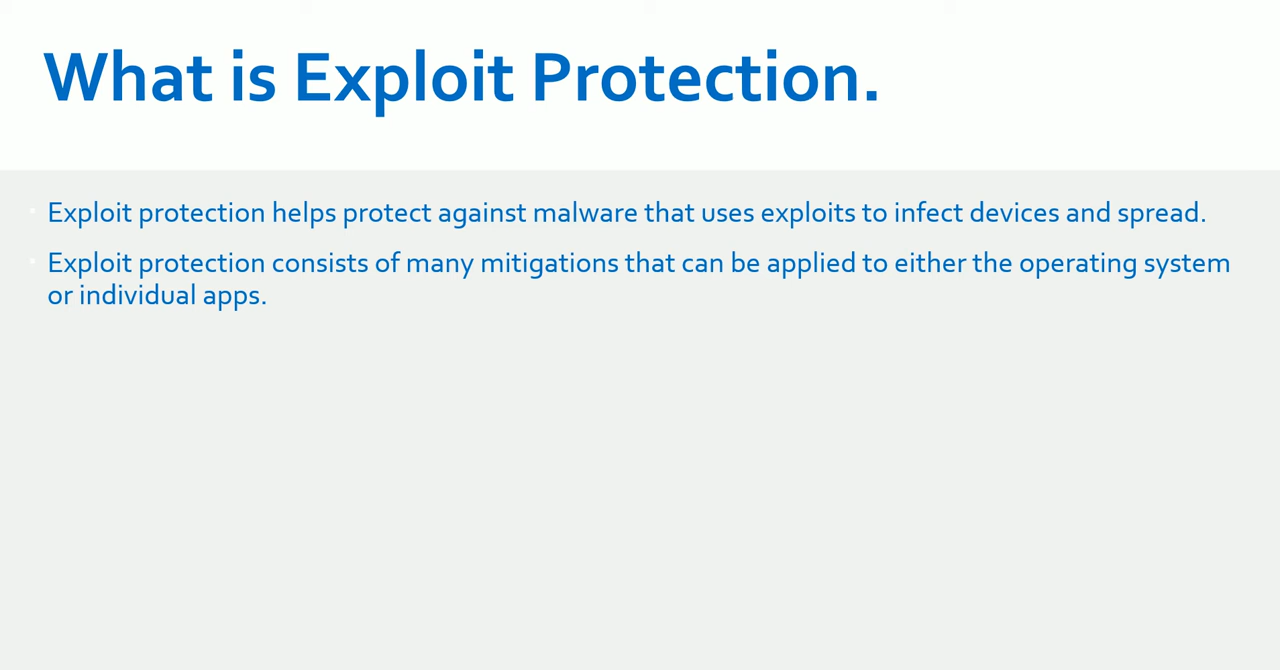 What is Exploit Protection.
Exploit protection helps protect against malware that uses exploits to infect devices and spread.
Exploit protection consists of many mitigations that can be applied to either the operating system
or individual apps.